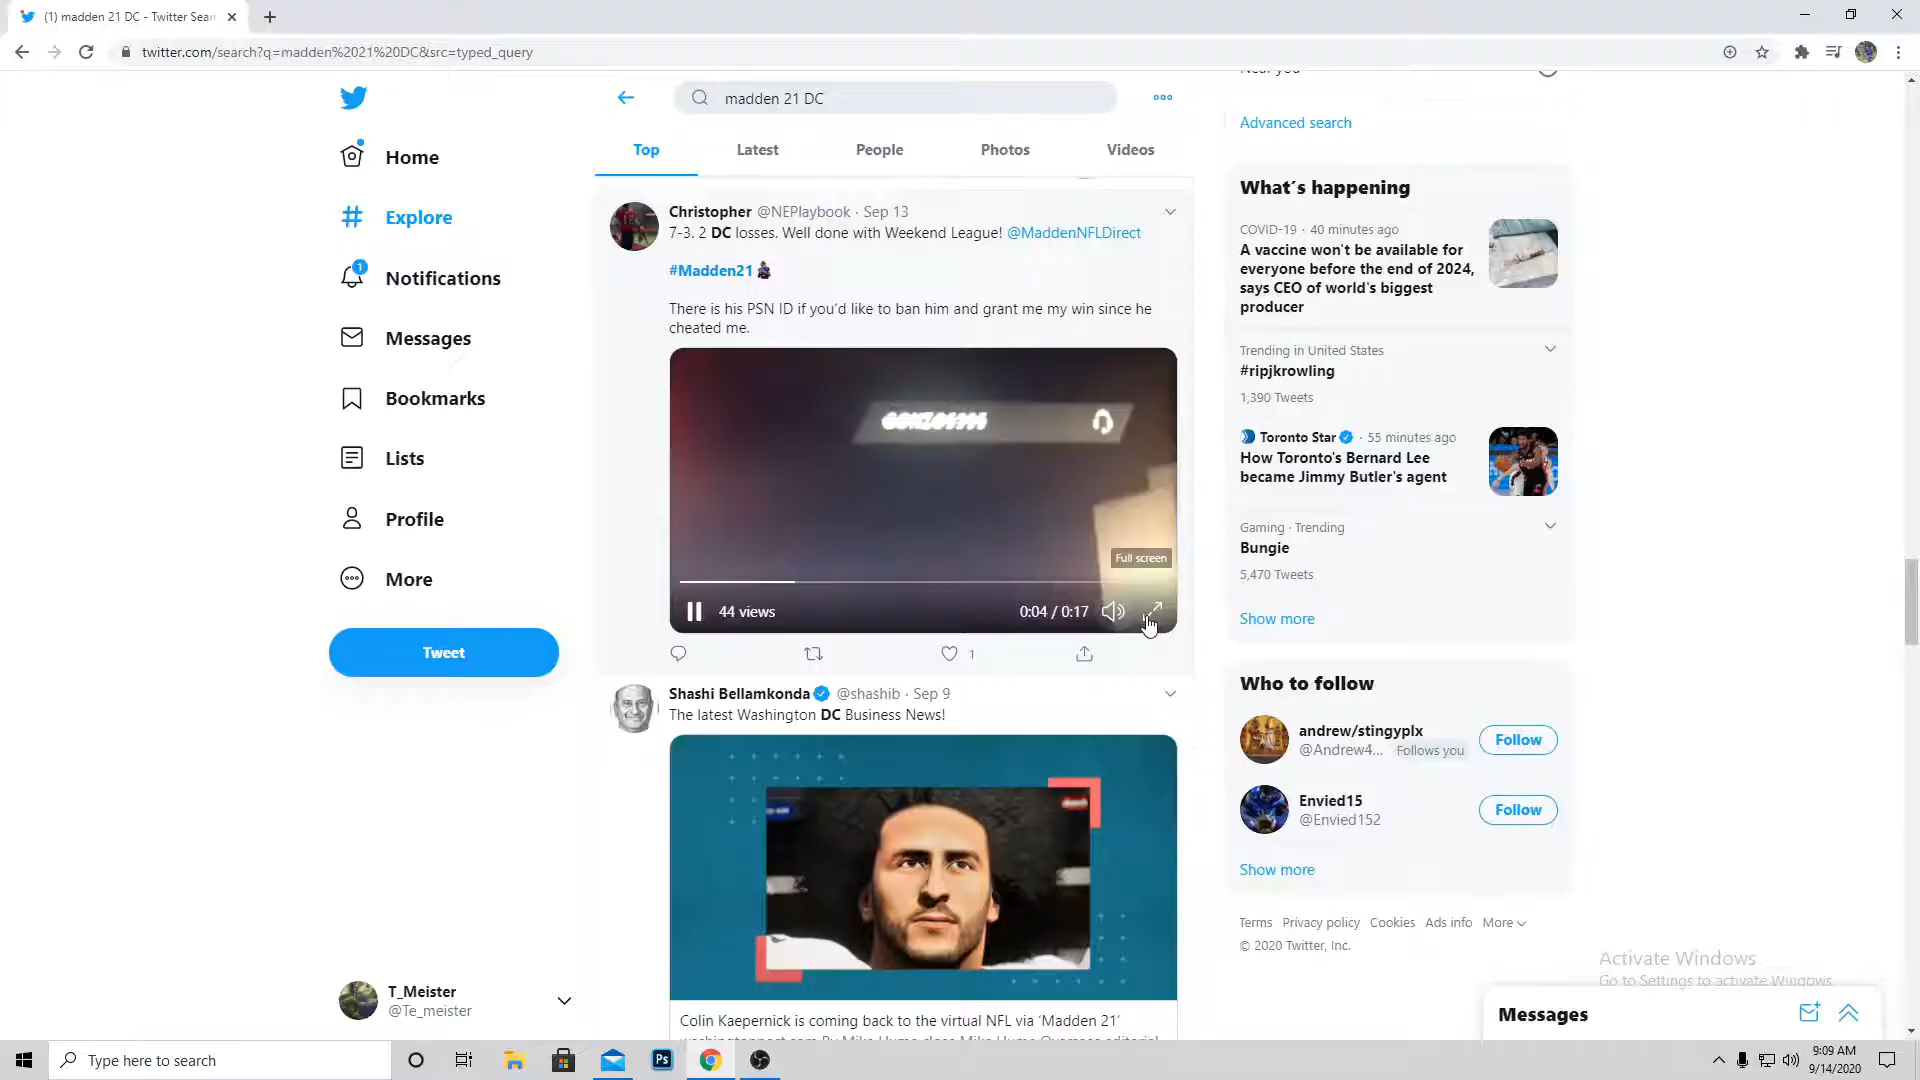 (1) madden 21 DC - Twitter Sear
twitter.com/search?q=madden%2021%20DC&src=typed_query
Home
Explore
1
Notifications
Messages
Bookmarks
Lists
Profile
More
Tweet
T_Meister
@Te_meister
madden 21 DC
Top
Latest
People
Photos
Videos
Christopher @NEPlaybook · Sep 13
7-3. 2 DC losses. Well done with Weekend League! @MaddenNFLDirect
#Madden21
There is his PSN ID if you'd like to ban him and grant me my win since he
cheated me.
Full screen
44 views
0:04 / 0:17
1
Shashi Bellamkonda @shashib · Sep 9
The latest Washington DC Business News!
Colin Kaepernick is coming back to the virtual NFL via ‘Madden 21’
Near you
Advanced search
What´s happening
COVID-19 · 40 minutes ago
A vaccine won't be available for
everyone before the end of 2024,
says CEO of world's biggest
producer
Trending in United States
#ripjkrowling
1,390 Tweets
Toronto Star · 55 minutes ago
How Toronto's Bernard Lee
became Jimmy Butler's agent
Gaming · Trending
Bungie
5,470 Tweets
Show more
Who to follow
andrew/stingyplx
@Andrew4... Follows you
Follow
Envied15
@Envied152
Follow
Show more
Terms Privacy policy Cookies Ads info More
© 2020 Twitter, Inc.
Activate Windows
Go to Settings to activate Windows.
Messages
Type here to search
Ps
9:09 AM
9/14/2020